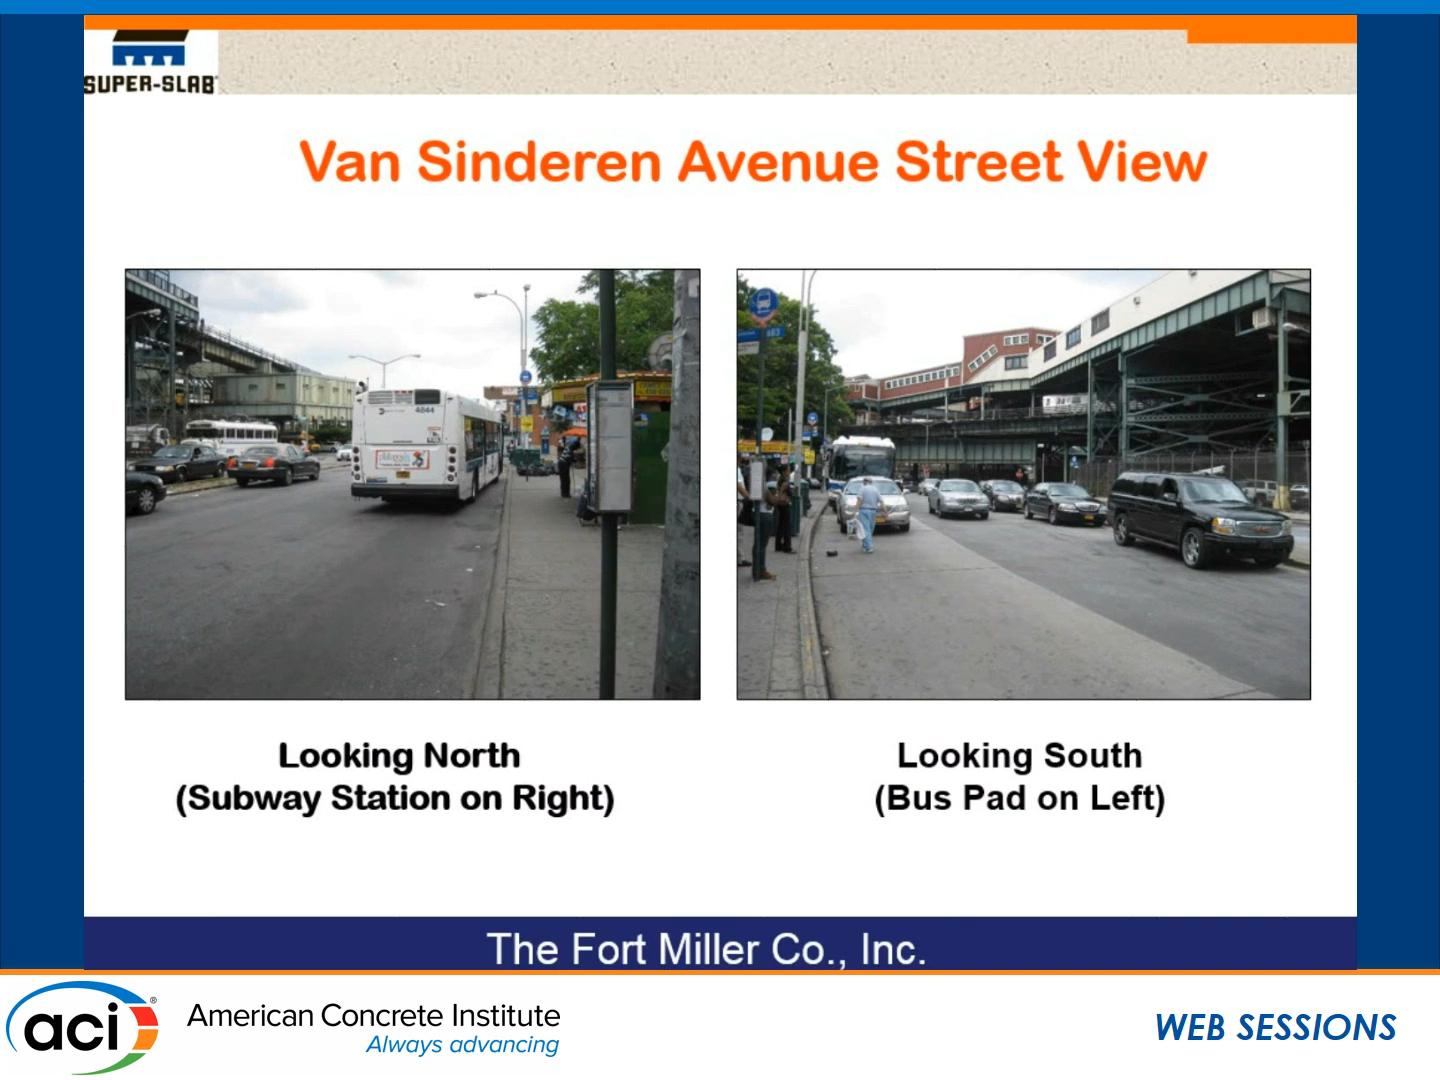 SUPER-SLAB
Van Sinderen Avenue Street View
4844
Looking North
(Subway Station on Right)
Looking South
(Bus Pad on Left)
The Fort Miller Co., Inc.
aci®
American Concrete Institute
Always advancing
WEB SESSIONS